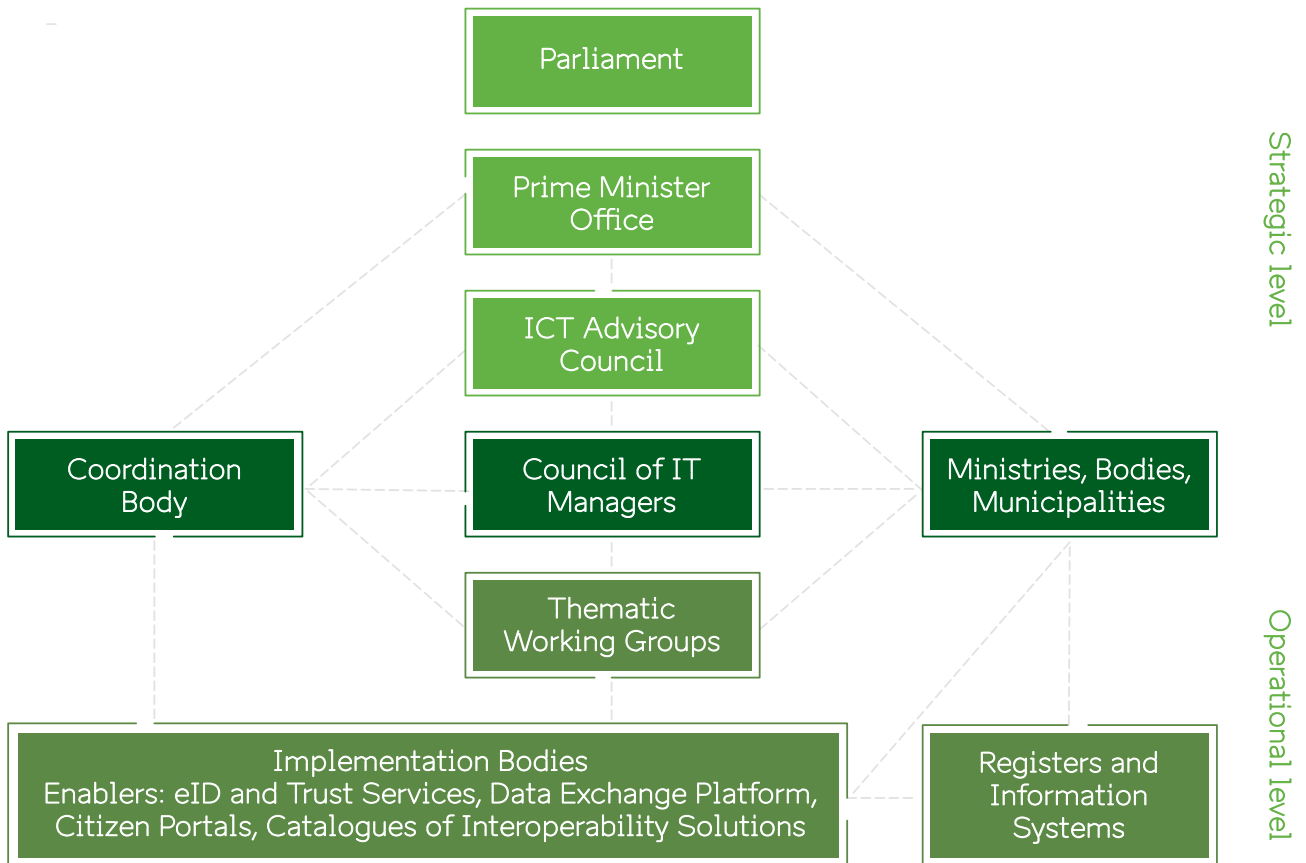 Parliament
Prime Minister
Office
ICT Advisory
Council
Coordination
Body
Council of IT
Managers
Ministries, Bodies,
Municipalities
Thematic
Working Groups
Implementation Bodies
Enablers: eID and Trust Services, Data Exchange Platform,
Citizen Portals, Catalogues of Interoperability Solutions
Registers and
Information
Systems
Strategic level
Operational level